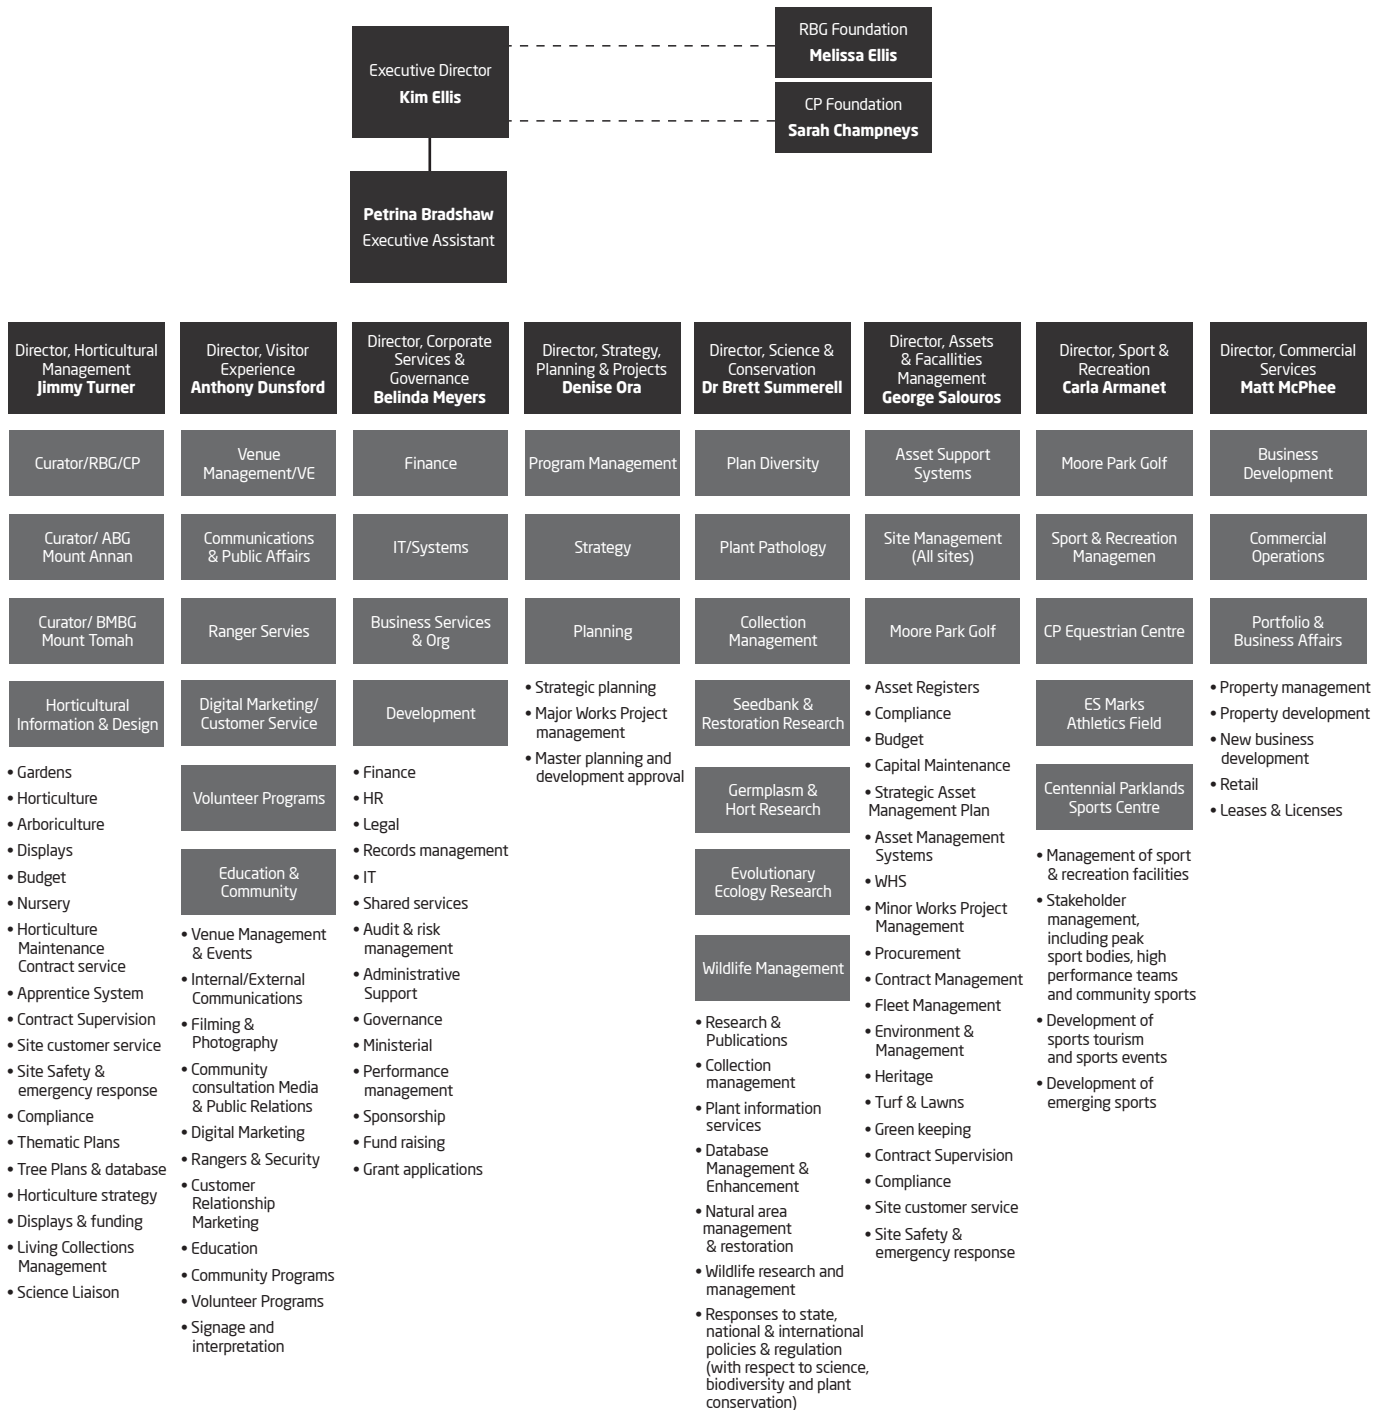 Executive Director
Kim Ellis
RBG Foundation
Melissa Ellis
CP Foundation
Sarah Champneys
Petrina Bradshaw
Executive Assistant
Director, Horticultural
Management
Jimmy Turner
Curator/RBG/CP
Curator/ ABG
Mount Annan
Curator/ BMBG
Mount Tomah
Horticultural
Information & Design
• Gardens
• Horticulture
• Arboriculture
• Displays
• Budget
• Nursery
• Horticulture
Maintenance
Contract service
• Apprentice System
• Contract Supervision
• Site customer service
• Site Safety &
emergency response
• Compliance
• Thematic Plans
• Tree Plans & database
• Horticulture strategy
• Displays & funding
• Living Collections
Management
• Science Liaison
Director, Visitor
Experience
Anthony Dunsford
Venue
Management/VE
Communications
& Public Affairs
Ranger Servies
Digital Marketing/
Customer Service
Volunteer Programs
Education &
Community
• Venue Management
& Events
• Internal/External
Communications
• Filming &
Photography
• Community
consultation Media
& Public Relations
• Digital Marketing
• Rangers & Security
• Customer
Relationship
Marketing
• Education
• Community Programs
• Volunteer Programs
• Signage and
interpretation
Director, Corporate
Services &
Governance
Belinda Meyers
Finance
IT/Systems
Business Services
& Org
Development
• Finance
• HR
• Legal
• Records management
• IT
• Shared services
• Audit & risk
management
• Administrative
Support
• Governance
• Ministerial
• Performance
management
• Sponsorship
• Fund raising
• Grant applications
Director, Strategy,
Planning & Projects
Denise Ora
Program Management
Strategy
Planning
• Strategic planning
• Major Works Project
management
• Master planning and
development approval
Director, Science &
Conservation
Dr Brett Summerell
Plan Diversity
Plant Pathology
Collection
Management
Seedbank &
Restoration Research
Germplasm &
Hort Research
Evolutionary
Ecology Research
Wildlife Management
• Research &
Publications
• Collection
management
• Plant information
services
• Database
Management &
Enhancement
• Natural area
management
& restoration
• Wildlife research and
management
• Responses to state,
national & international
policies & regulation
(with respect to science,
biodiversity and plant
conservation)
Director, Assets
& Facallities
Management
George Salouros
Asset Support
Systems
Site Management
(All sites)
Moore Park Golf
• Asset Registers
• Compliance
• Budget
• Capital Maintenance
• Strategic Asset
Management Plan
• Asset Management
Systems
• WHS
• Minor Works Project
Management
• Procurement
• Contract Management
• Fleet Management
• Environment &
Management
• Heritage
• Turf & Lawns
• Green keeping
• Contract Supervision
• Compliance
• Site customer service
• Site Safety &
emergency response
Director, Sport &
Recreation
Carla Armanet
Moore Park Golf
Sport & Recreation
Managemen
CP Equestrian Centre
ES Marks
Athletics Field
Centennial Parklands
Sports Centre
• Management of sport
& recreation facilities
• Stakeholder
management,
including peak
sport bodies, high
performance teams
and community sports
• Development of
sports tourism
and sports events
• Development of
emerging sports
Director, Commercial
Services
Matt McPhee
Business
Development
Commercial
Operations
Portfolio &
Business Affairs
• Property management
• Property development
• New business
development
• Retail
• Leases & Licenses